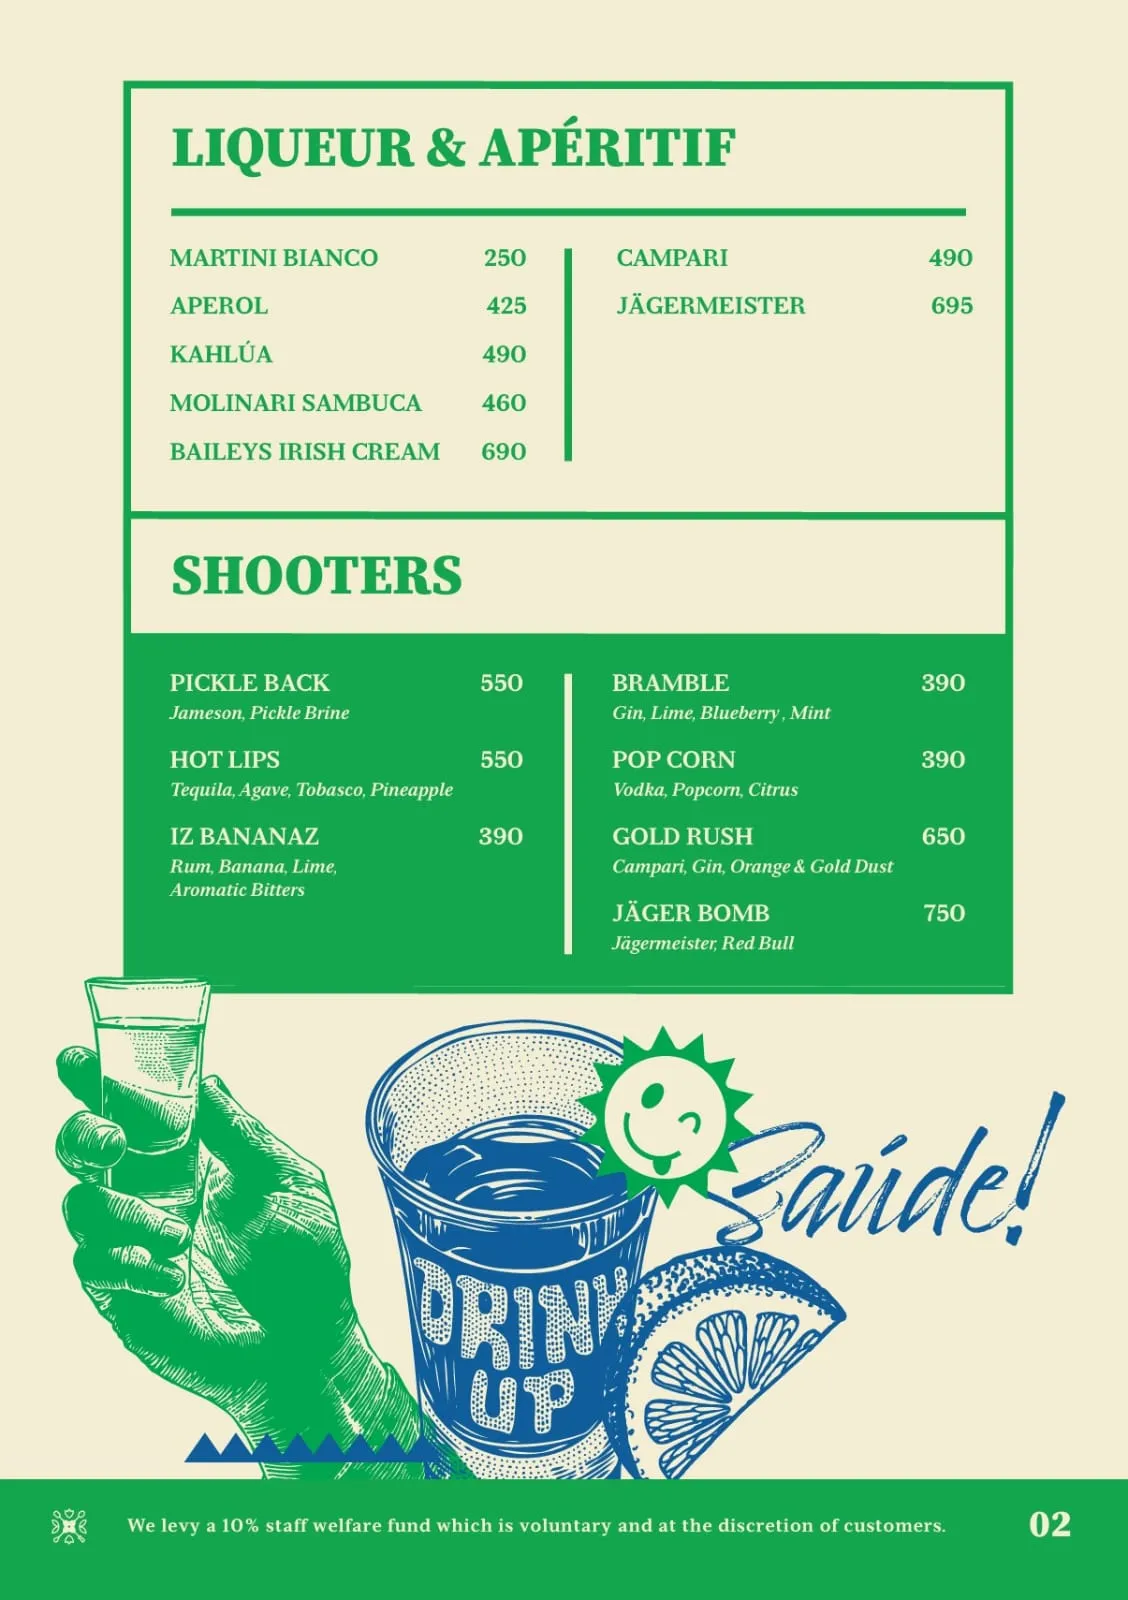 LIQUEUR & APÉRITIF
MARTINI BIANCO 250
APEROL 425
KAHLÚA 490
MOLINARI SAMBUCA 460
BAILEYS IRISH CREAM 690
CAMPARI 490
JÄGERMEISTER 695
SHOOTERS
PICKLE BACK 550
Jameson, Pickle Brine
HOT LIPS 550
Tequila, Agave, Tobasco, Pineapple
IZ BANANAZ 390
Rum, Banana, Lime,
Aromatic Bitters
BRAMBLE 390
Gin, Lime, Blueberry, Mint
POP CORN 390
Vodka, Popcorn, Citrus
GOLD RUSH 650
Campari, Gin, Orange & Gold Dust
JÄGER BOMB 750
Jägermeister, Red Bull
Saúde!
DRINK
UP
We levy a 10% staff welfare fund which is voluntary and at the discretion of customers.
02